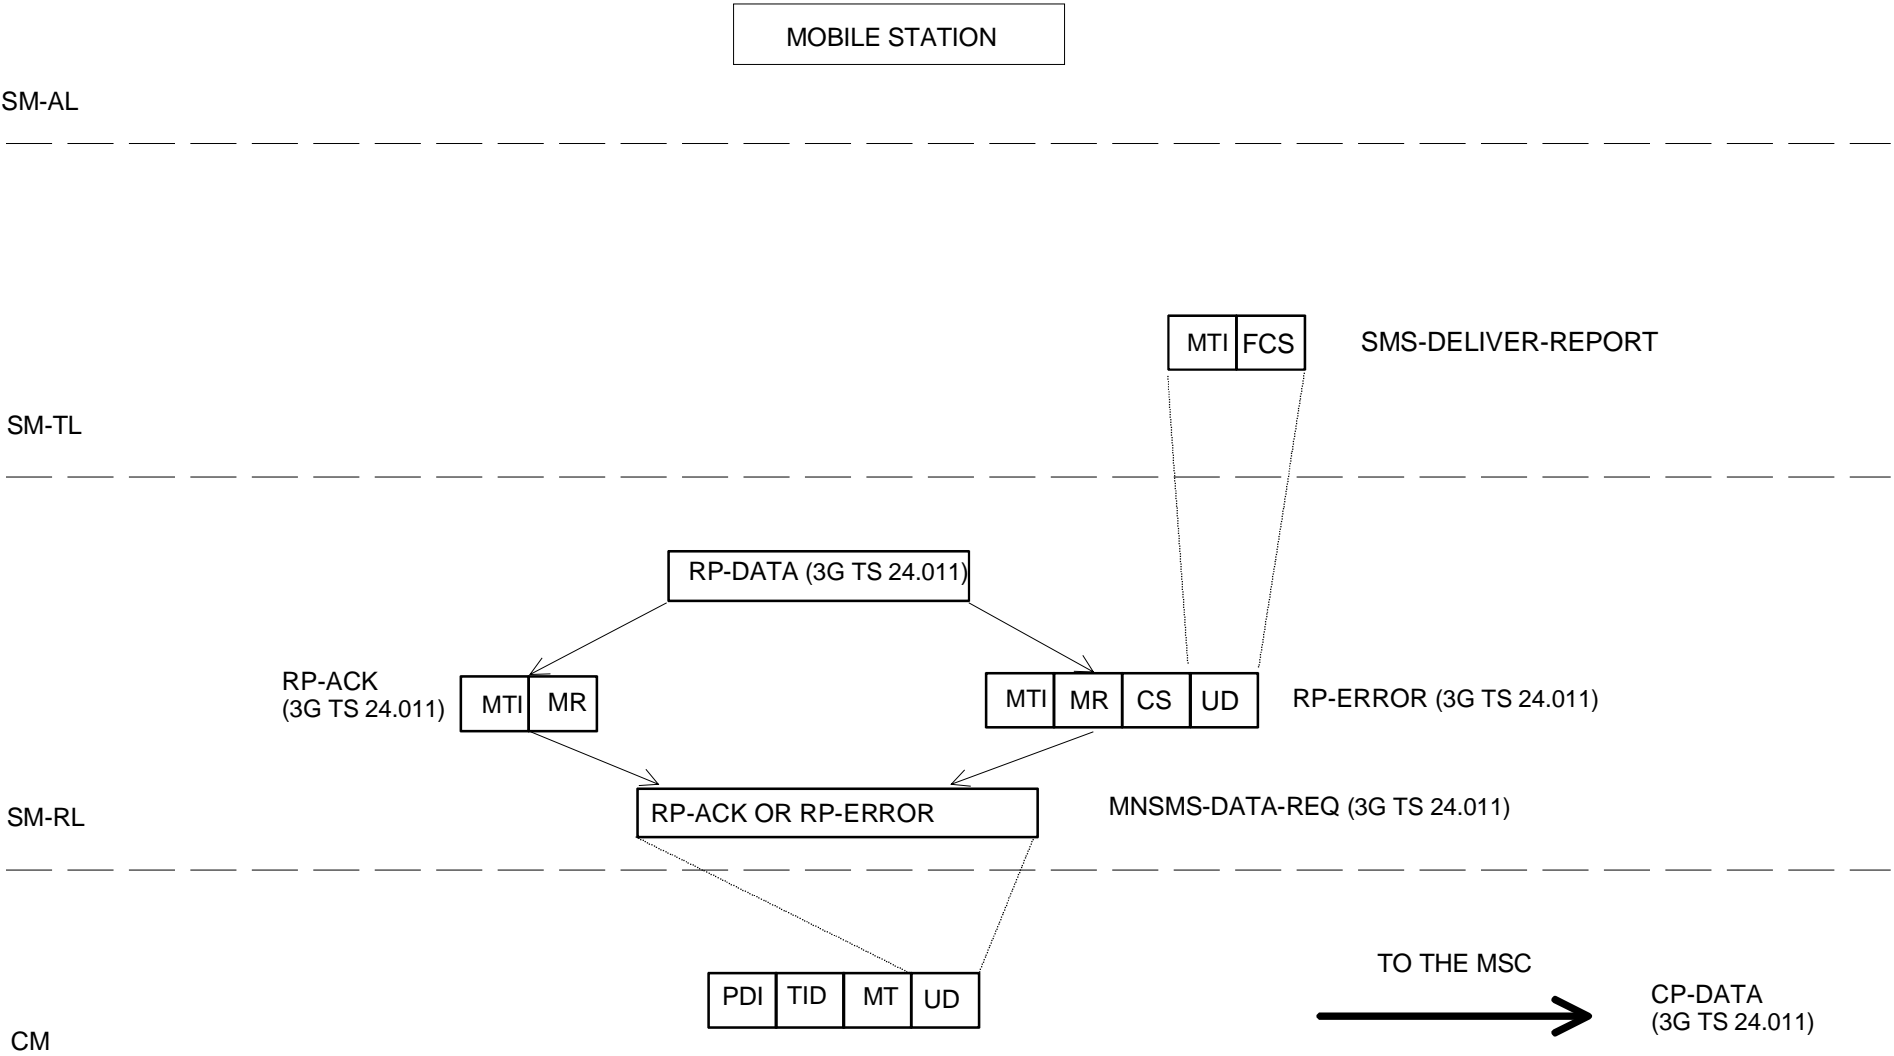 MOBILE STATION
SM-AL
MTI FCS SMS-DELIVER-REPORT
SM-TL
RP-DATA (3G TS 24.011)
RP-ACK
(3G TS 24.011)
MTI MR
MTI MR CS UD
RP-ERROR (3G TS 24.011)
RP-ACK OR RP-ERROR
MNSMS-DATA-REQ (3G TS 24.011)
SM-RL
PDI TID MT UD
TO THE MSC
CP-DATA
(3G TS 24.011)
CM